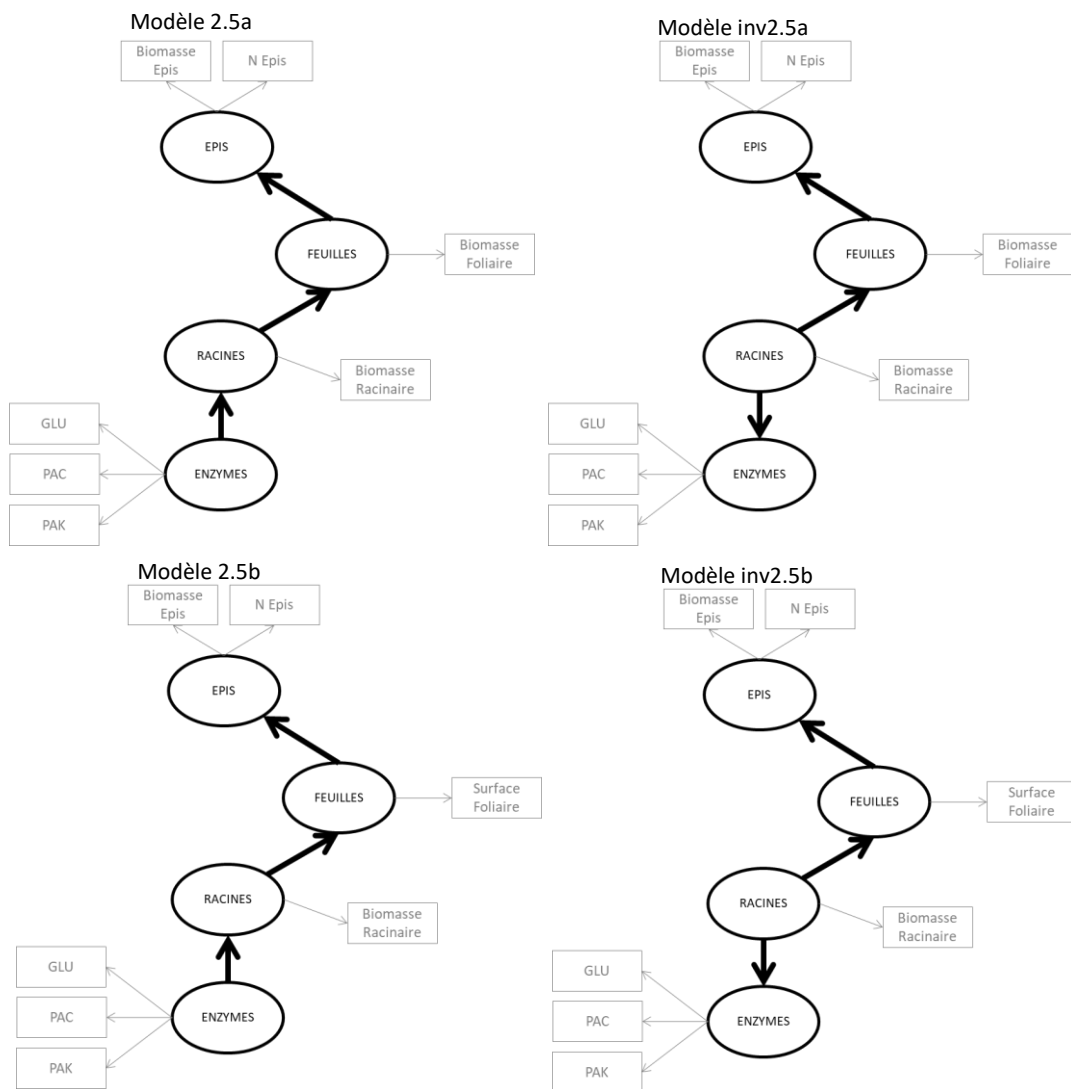 Modèle 2.5a
Biomasse
Epis
N Epis
EPIS
FEUILLES
Biomasse
Foliaire
RACINES
Biomasse
Racinaire
GLU
PAC
PAK
ENZYMES
Modèle inv2.5a
Biomasse
Epis
N Epis
EPIS
FEUILLES
Biomasse
Foliaire
RACINES
Biomasse
Racinaire
GLU
PAC
PAK
ENZYMES
Modèle 2.5b
Biomasse
Epis
N Epis
EPIS
FEUILLES
Surface
Foliaire
RACINES
Biomasse
Racinaire
GLU
PAC
PAK
ENZYMES
Modèle inv2.5b
Biomasse
Epis
N Epis
EPIS
FEUILLES
Surface
Foliaire
RACINES
Biomasse
Racinaire
GLU
PAC
PAK
ENZYMES